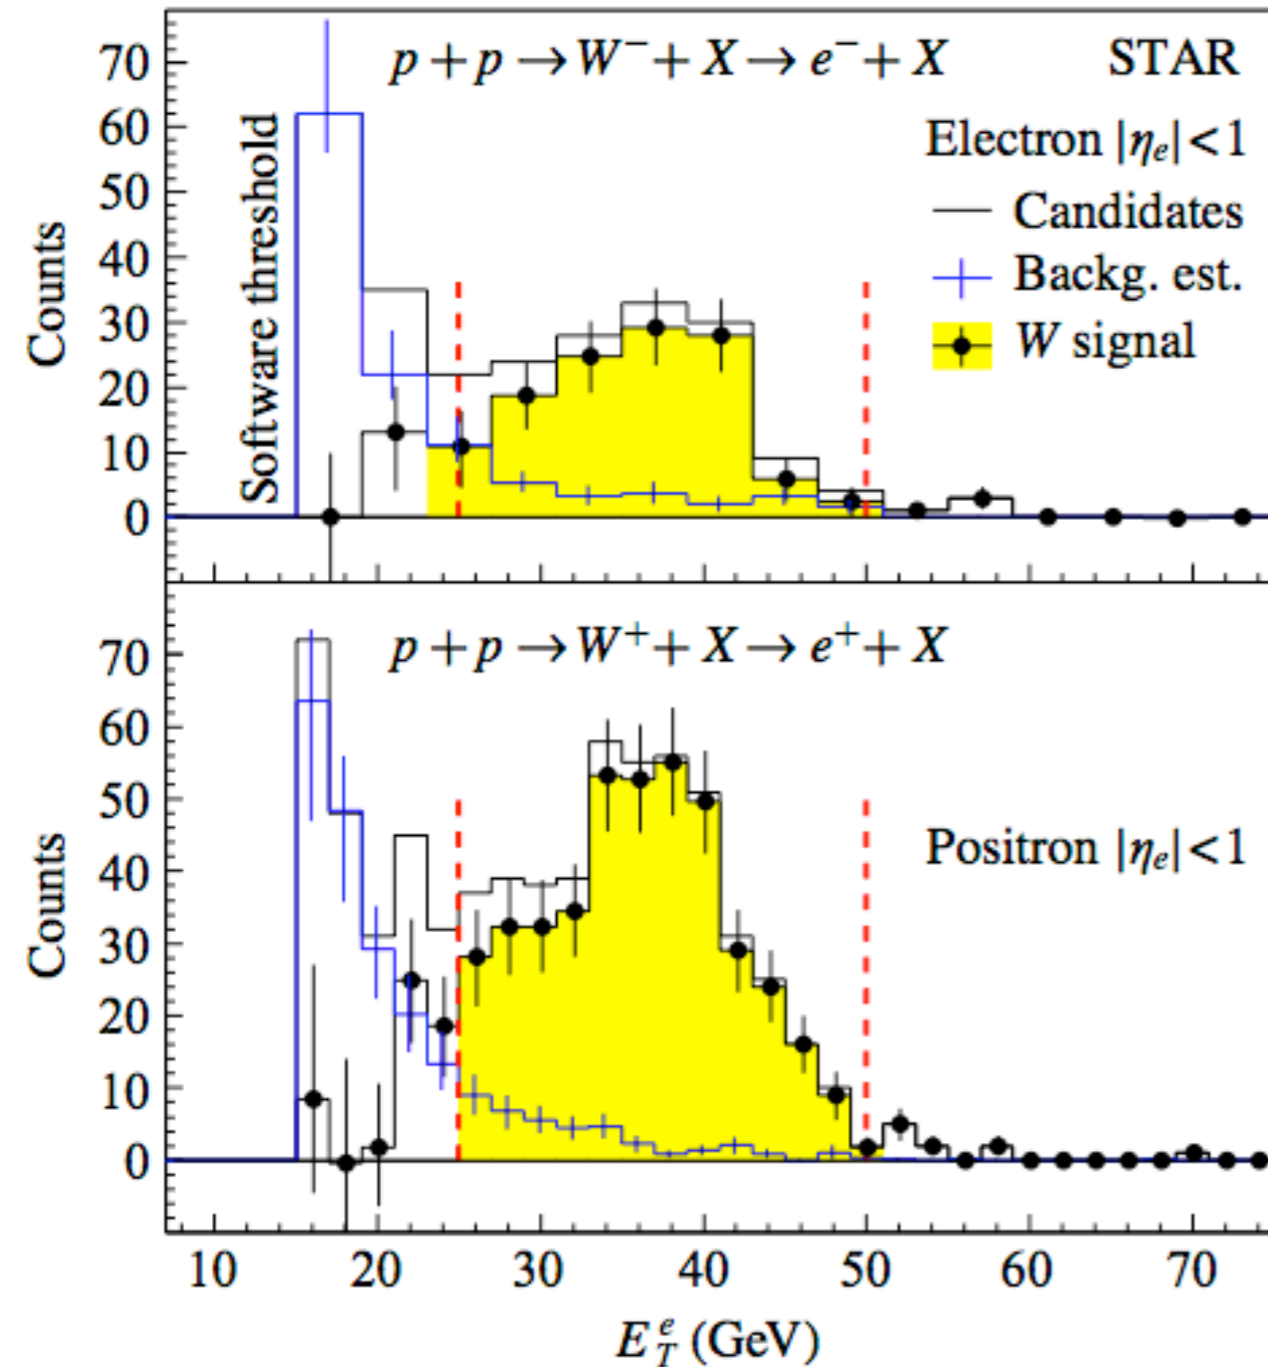 p + p → W⁻ + X → e⁻ + X
STAR
Electron |ηₑ| < 1
Candidates
Backg. est.
W signal
Software threshold
Counts
70
60
50
40
30
20
10
0
p + p → W⁺ + X → e⁺ + X
Positron |ηₑ| < 1
Counts
70
60
50
40
30
20
10
0
10 20 30 40 50 60 70
E_T^e (GeV)